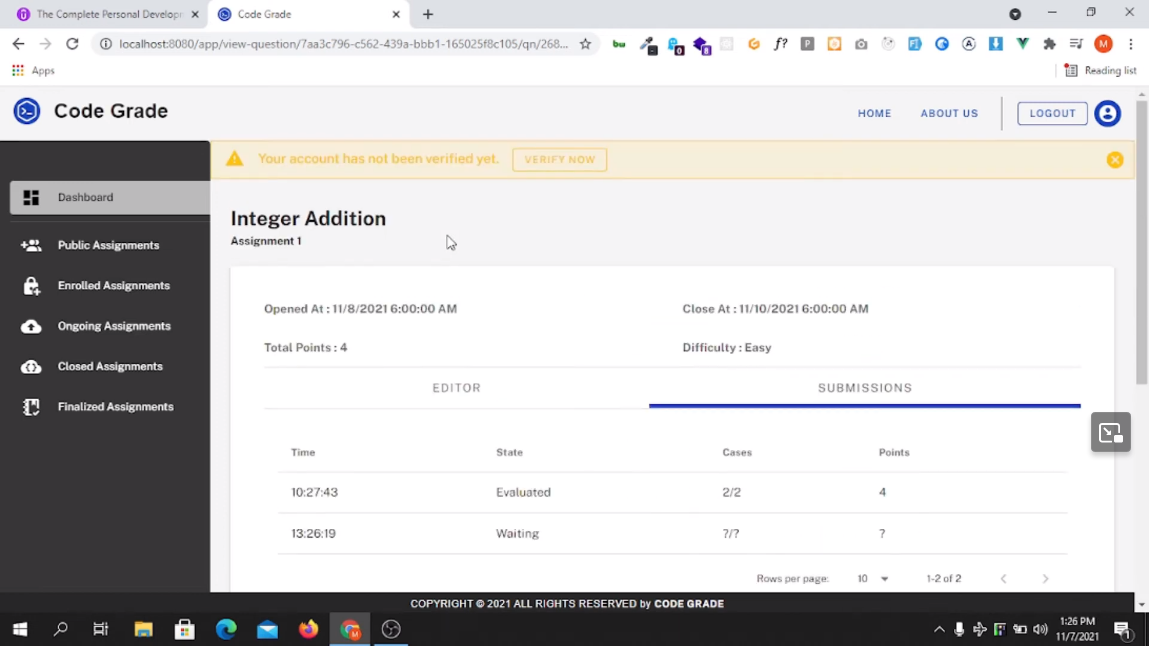 The Complete Personal Develop
Code Grade
localhost:8080/app/view-question/7aa3c796-c562-439a-bbb1-165025f8c105/qn/268...
bw
0
8
f?
P
A
M
Apps
Reading list
Code Grade
HOME
ABOUT US
LOGOUT
Your account has not been verified yet.
VERIFY NOW
Dashboard
Public Assignments
Enrolled Assignments
Ongoing Assignments
Closed Assignments
Finalized Assignments
Integer Addition
Assignment 1
Opened At : 11/8/2021 6:00:00 AM
Close At : 11/10/2021 6:00:00 AM
Total Points : 4
Difficulty : Easy
EDITOR
SUBMISSIONS
Time State Cases Points
10:27:43 Evaluated 2/2 4
13:26:19 Waiting ?/? ?
Rows per page: 10 1-2 of 2
COPYRIGHT © 2021 ALL RIGHTS RESERVED by CODE GRADE
1:26 PM
11/7/2021
1